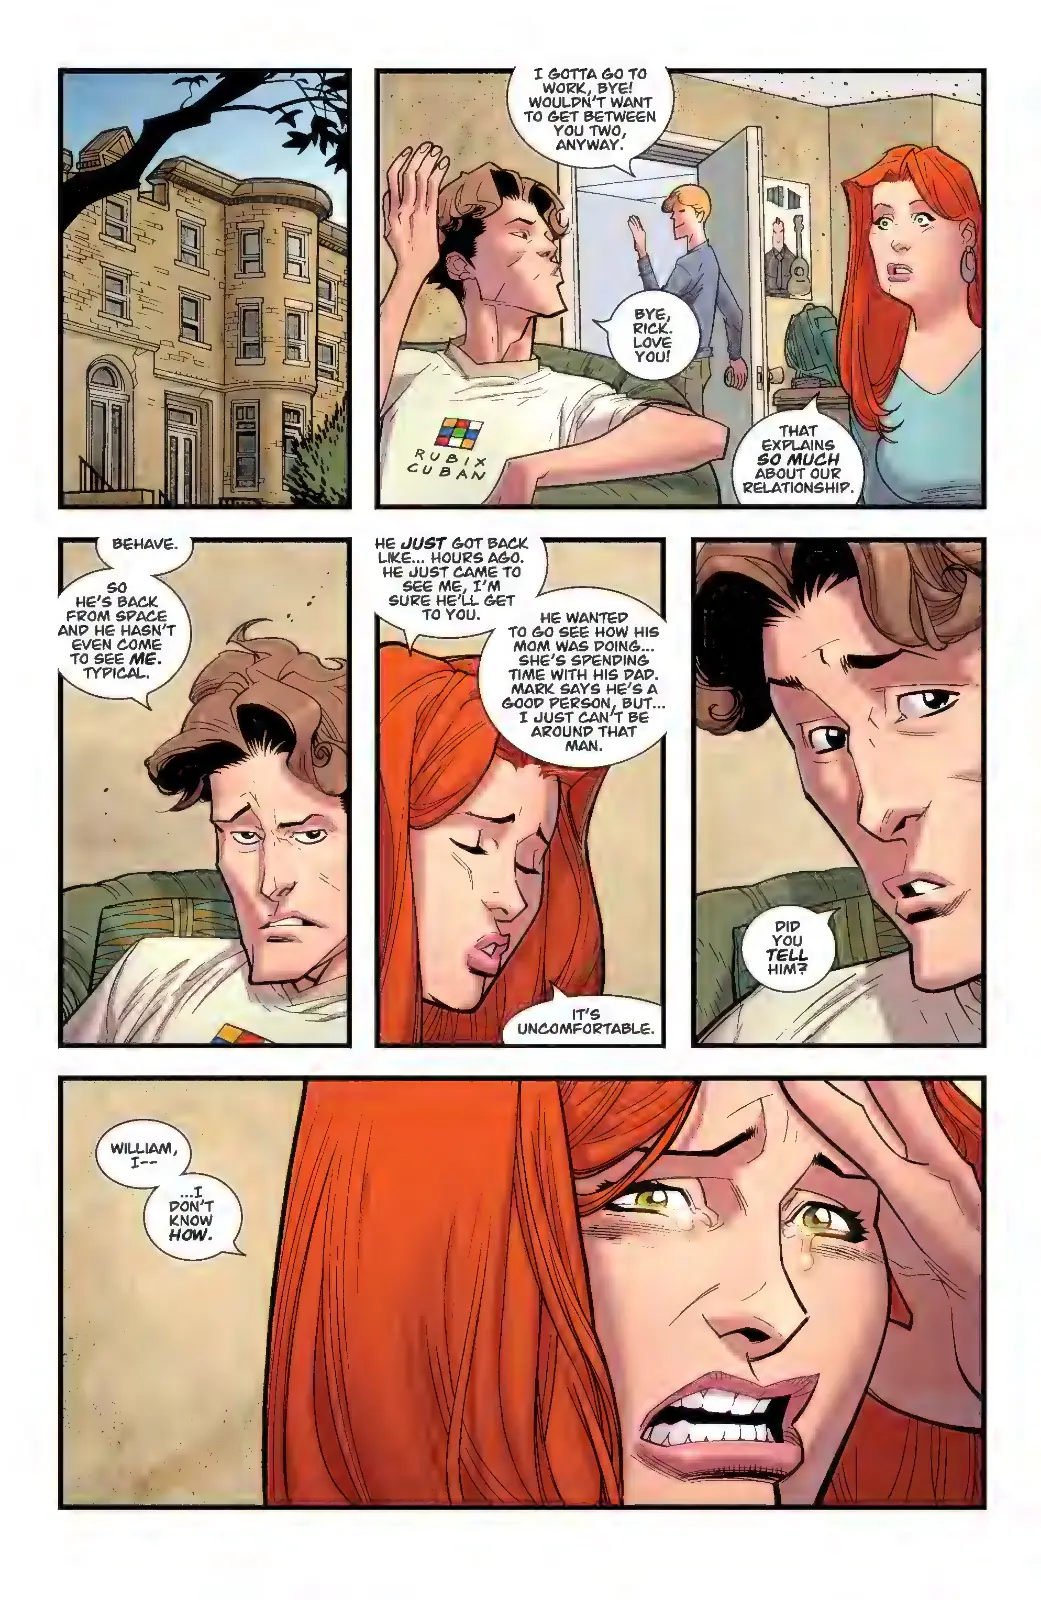 I GOTTA GO TO
WORK, BYE!
WOULDN'T WANT
TO GET BETWEEN
YOU TWO,
ANYWAY.
BYE,
RICK.
LOVE
YOU!
THAT
EXPLAINS
SO MUCH
ABOUT OUR
RELATIONSHIP.
RUBIX
CUBAN
BEHAVE.
SO
HE'S BACK
FROM SPACE
AND HE HASN'T
EVEN COME
TO SEE ME.
TYPICAL.
HE JUST GOT BACK
LIKE... HOURS AGO.
HE JUST CAME TO
SEE ME, I'M
SURE HE'LL GET
TO YOU.
HE WANTED
TO GO SEE HOW HIS
MOM WAS DOING...
SHE'S SPENDING
TIME WITH HIS DAD.
MARK SAYS HE'S A
GOOD PERSON, BUT...
I JUST CAN'T BE
AROUND THAT
MAN.
IT'S
UNCOMFORTABLE.
DID
YOU
TELL
HIM?
WILLIAM,
I--
...I
DON'T
KNOW
HOW.